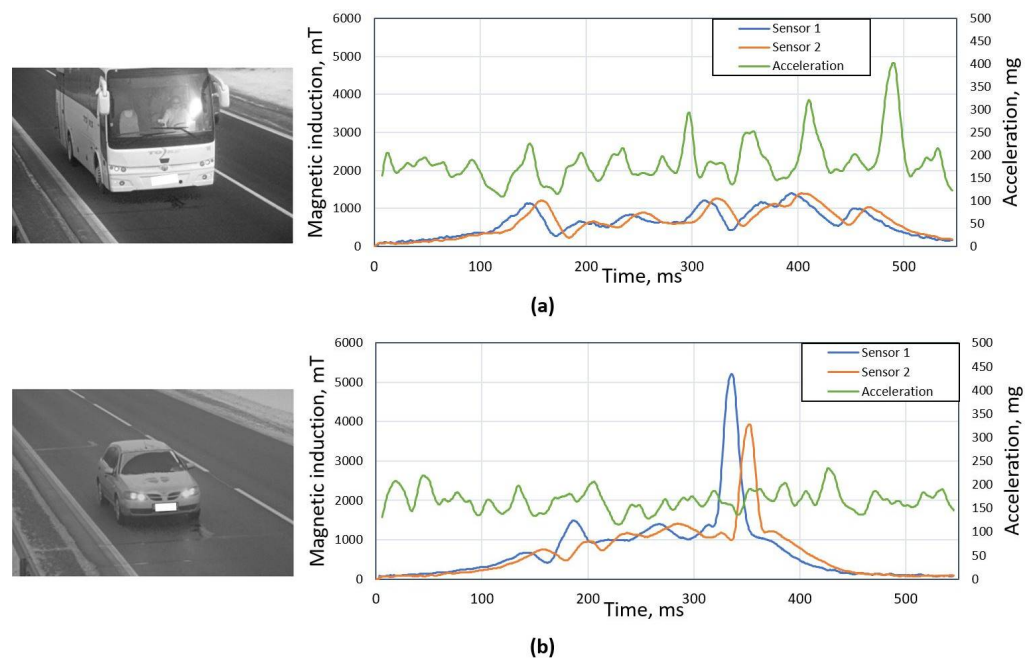 6000
5000
4000
3000
2000
1000
0
Magnetic induction, mT
Sensor 1
Sensor 2
Acceleration
500
450
400
350
300
250
200
150
100
50
0
Acceleration, mg
0 100 200 300 400 500
Time, ms
(a)
6000
5000
4000
3000
2000
1000
0
Magnetic induction, mT
Sensor 1
Sensor 2
Acceleration
500
450
400
350
300
250
200
150
100
50
0
Acceleration, mg
0 100 200 300 400 500
Time, ms
(b)